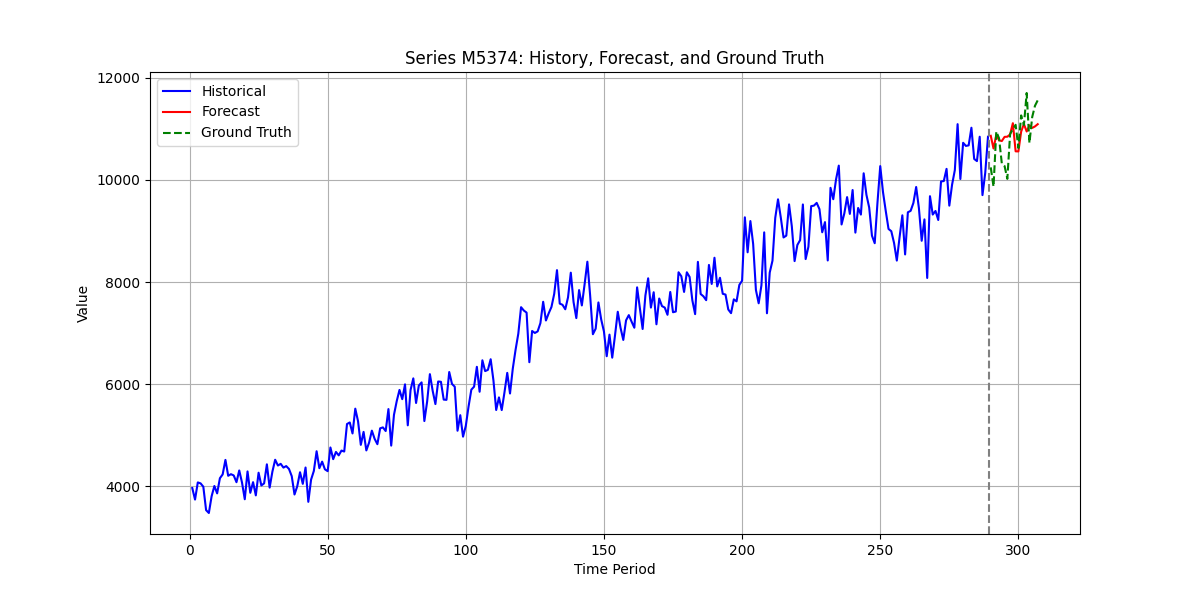 Series M5374: History, Forecast, and Ground Truth
Historical
Forecast
Ground Truth
12000
10000
8000
6000
4000
Value
0 50 100 150 200 250 300
Time Period